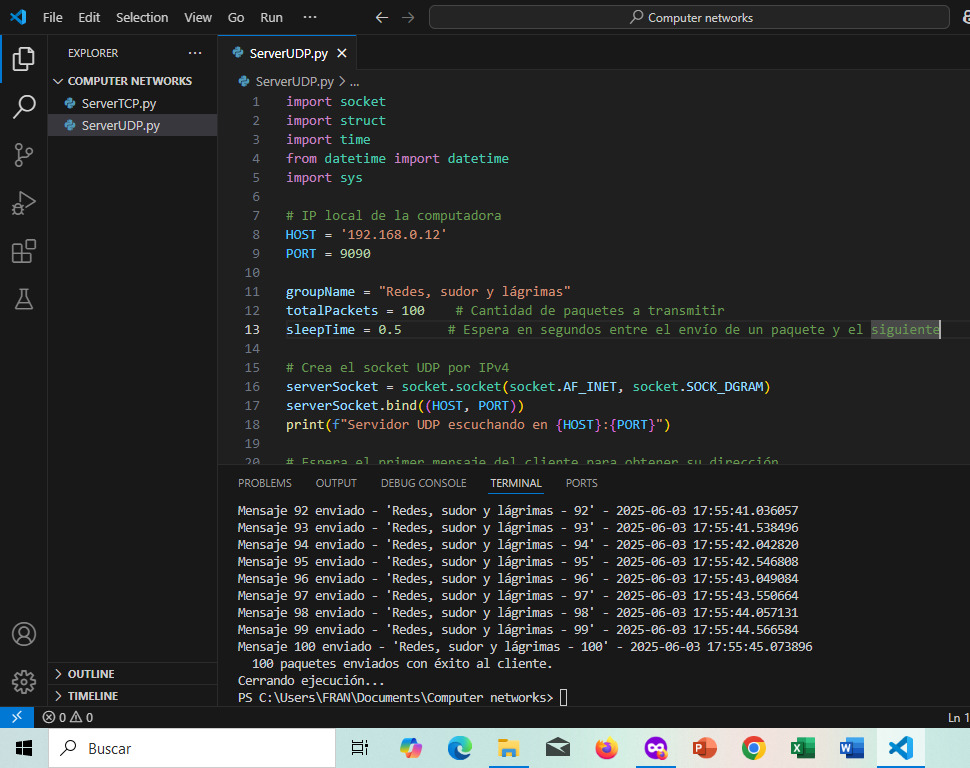 File Edit Selection View Go Run ··· Computer networks
EXPLORER ···
COMPUTER NETWORKS
ServerTCP.py
ServerUDP.py
OUTLINE
TIMELINE
ServerUDP.py
ServerUDP.py > ...
1 import socket
2 import struct
3 import time
4 from datetime import datetime
5 import sys
6
7 # IP local de la computadora
8 HOST = '192.168.0.12'
9 PORT = 9090
10
11 groupName = "Redes, sudor y lágrimas"
12 totalPackets = 100    # Cantidad de paquetes a transmitir
13 sleepTime = 0.5      # Espera en segundos entre el envío de un paquete y el siguiente
14
15 # Crea el socket UDP por IPv4
16 serverSocket = socket.socket(socket.AF_INET, socket.SOCK_DGRAM)
17 serverSocket.bind((HOST, PORT))
18 print(f"Servidor UDP escuchando en {HOST}:{PORT}")
19
20 # Espera el primer mensaje del cliente para obtener su dirección
PROBLEMS OUTPUT DEBUG CONSOLE TERMINAL PORTS
Mensaje 92 enviado - 'Redes, sudor y lágrimas - 92' - 2025-06-03 17:55:41.036057
Mensaje 93 enviado - 'Redes, sudor y lágrimas - 93' - 2025-06-03 17:55:41.538496
Mensaje 94 enviado - 'Redes, sudor y lágrimas - 94' - 2025-06-03 17:55:42.042820
Mensaje 95 enviado - 'Redes, sudor y lágrimas - 95' - 2025-06-03 17:55:42.546808
Mensaje 96 enviado - 'Redes, sudor y lágrimas - 96' - 2025-06-03 17:55:43.049084
Mensaje 97 enviado - 'Redes, sudor y lágrimas - 97' - 2025-06-03 17:55:43.550664
Mensaje 98 enviado - 'Redes, sudor y lágrimas - 98' - 2025-06-03 17:55:44.057131
Mensaje 99 enviado - 'Redes, sudor y lágrimas - 99' - 2025-06-03 17:55:44.566584
Mensaje 100 enviado - 'Redes, sudor y lágrimas - 100' - 2025-06-03 17:55:45.073896
100 paquetes enviados con éxito al cliente.
Cerrando ejecución...
PS C:\Users\FRAN\Documents\Computer networks>
0 0 Ln 1
Buscar